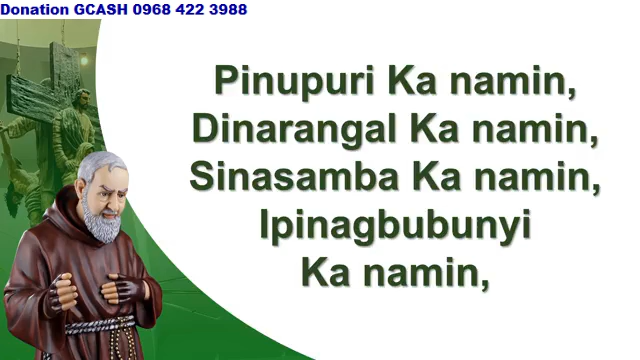 Donation GCASH 0968 422 3988
Pinupuri Ka namin,
Dinarangal Ka namin,
Sinasamba Ka namin,
Ipinagbubunyi
Ka namin,